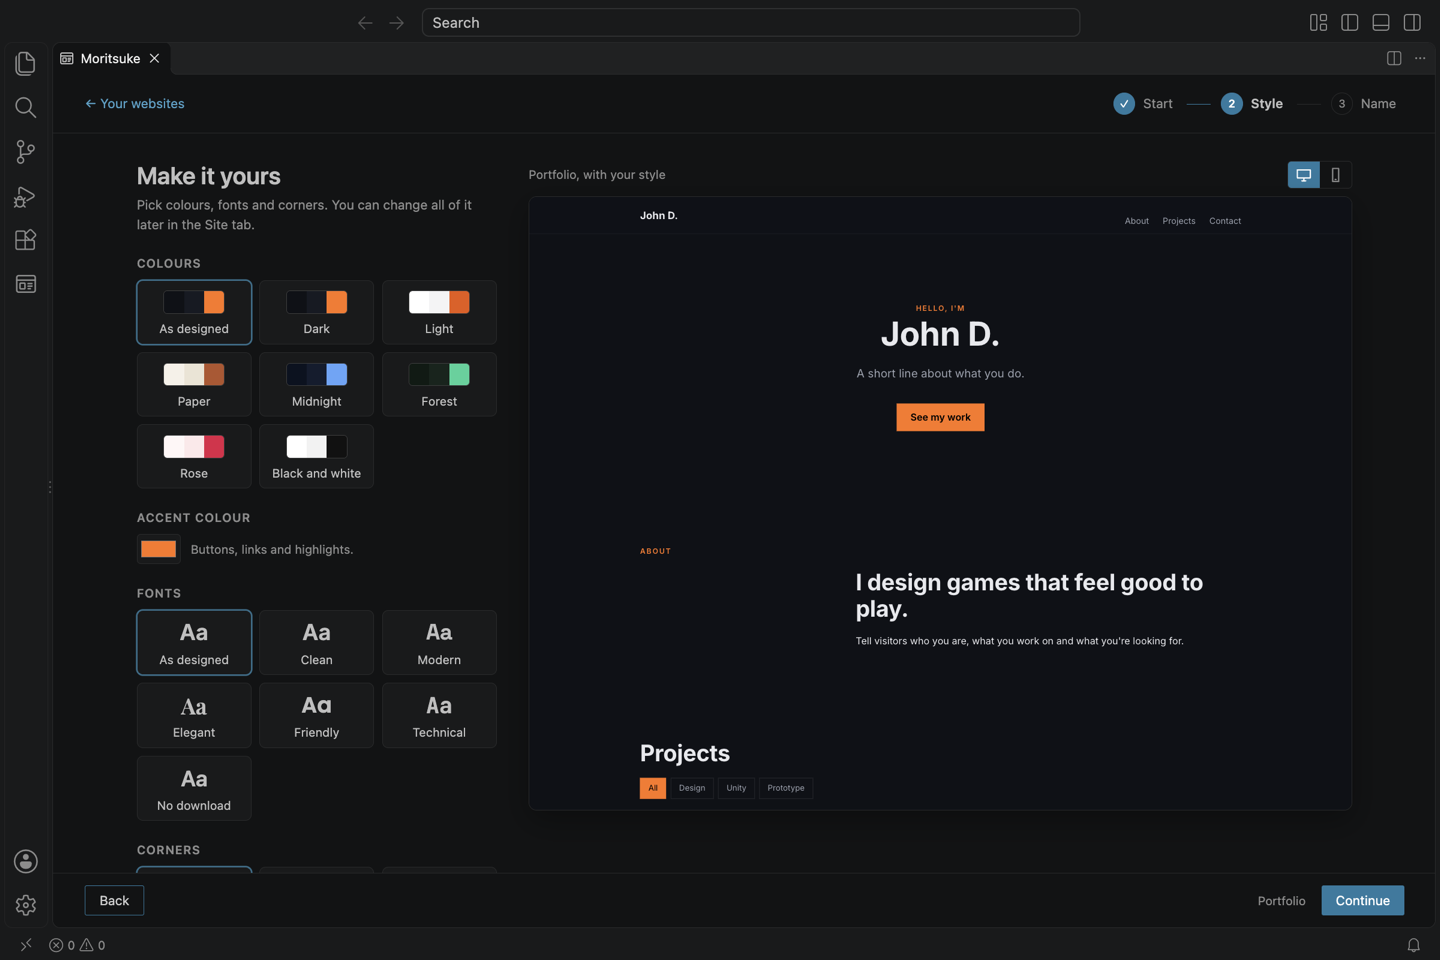 Search
Moritsuke
← Your websites
Start
2 Style
3 Name
Make it yours
Pick colours, fonts and corners. You can change all of it
later in the Site tab.
COLOURS
As designed
Dark
Light
Paper
Midnight
Forest
Rose
Black and white
ACCENT COLOUR
Buttons, links and highlights.
FONTS
Aa
As designed
Aa
Clean
Aa
Modern
Aa
Elegant
Aa
Friendly
Aa
Technical
Aa
No download
CORNERS
Portfolio, with your style
John D.
About
Projects
Contact
HELLO, I'M
John D.
A short line about what you do.
See my work
ABOUT
I design games that feel good to
play.
Tell visitors who you are, what you work on and what you're looking for.
Projects
All
Design
Unity
Prototype
Back
Portfolio
Continue
0
0